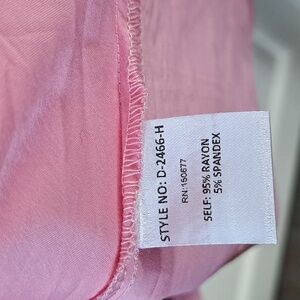 STYLE NO: D-2466-H
RN:160677
SELF: 95% RAYON
5% SPANDEX